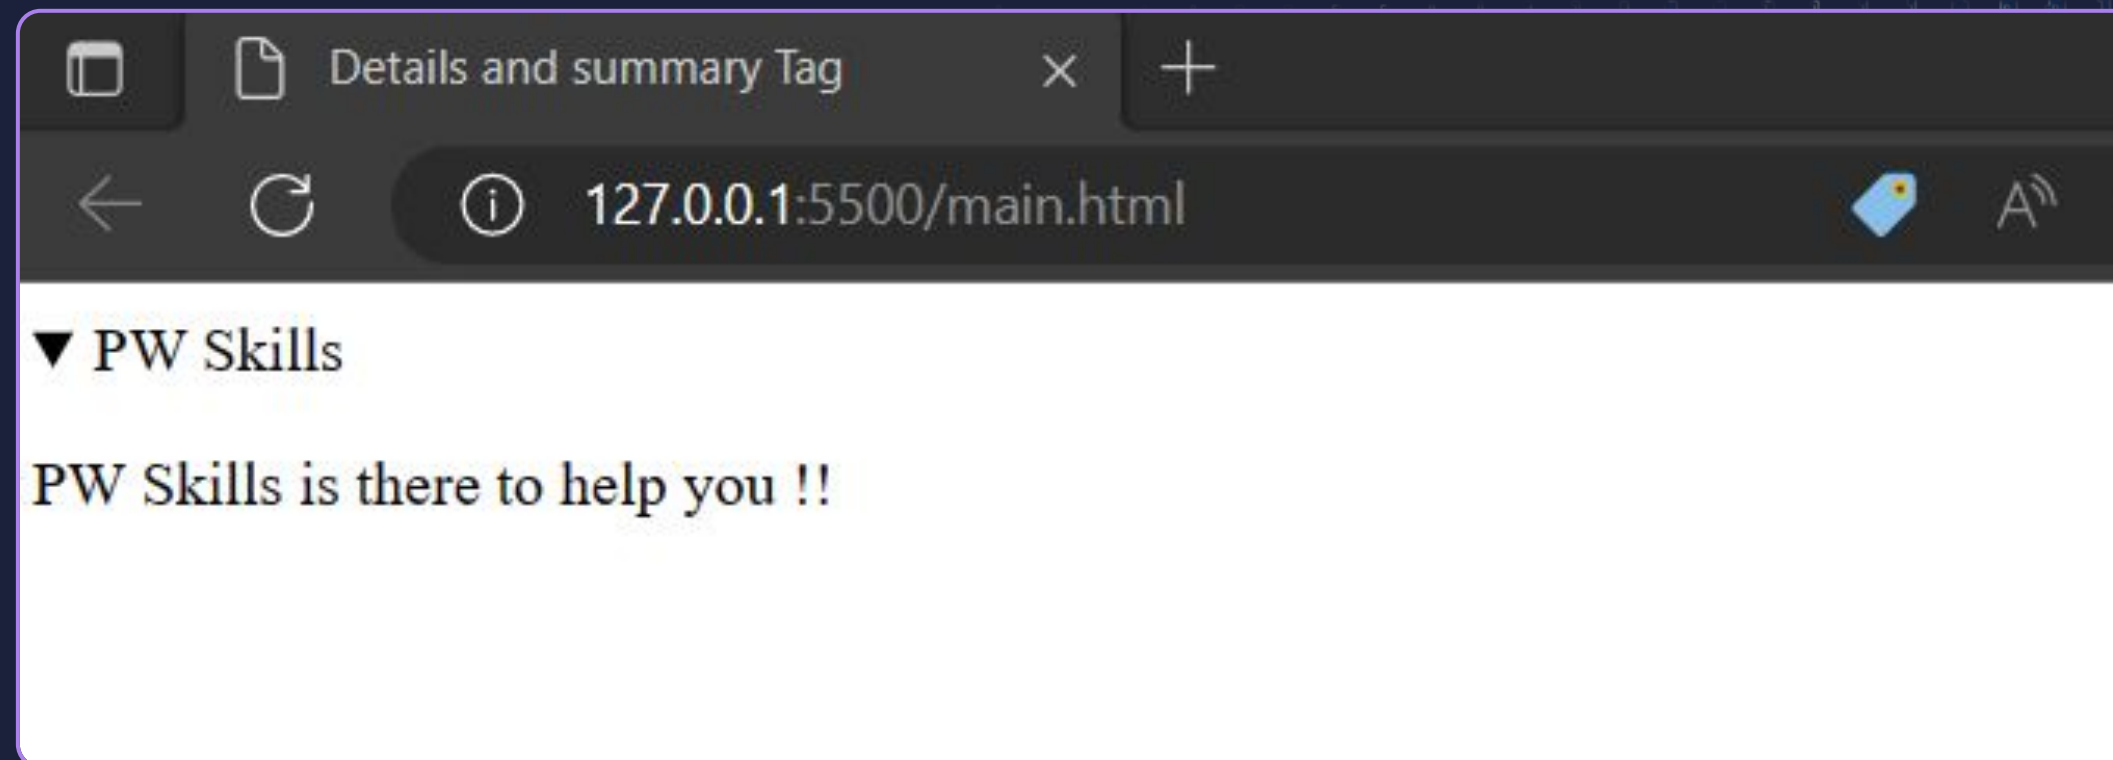 Details and summary Tag
127.0.0.1:5500/main.html
PW Skills
PW Skills is there to help you !!